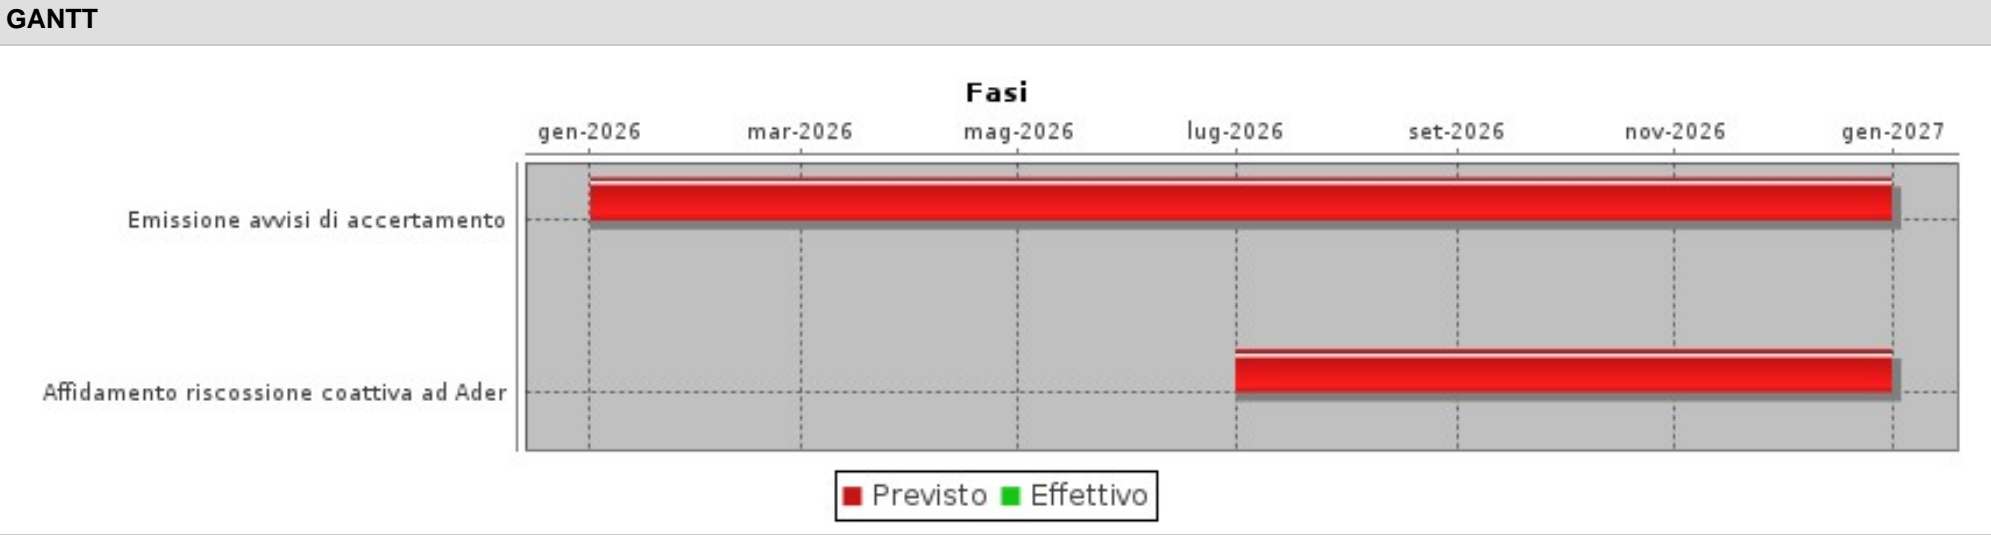 GANTT
Fasi
gen-2026 mar-2026 mag-2026 lug-2026 set-2026 nov-2026 gen-2027
Emissione avvisi di accertamento
Affidamento riscossione coattiva ad Ader
Previsto Effettivo